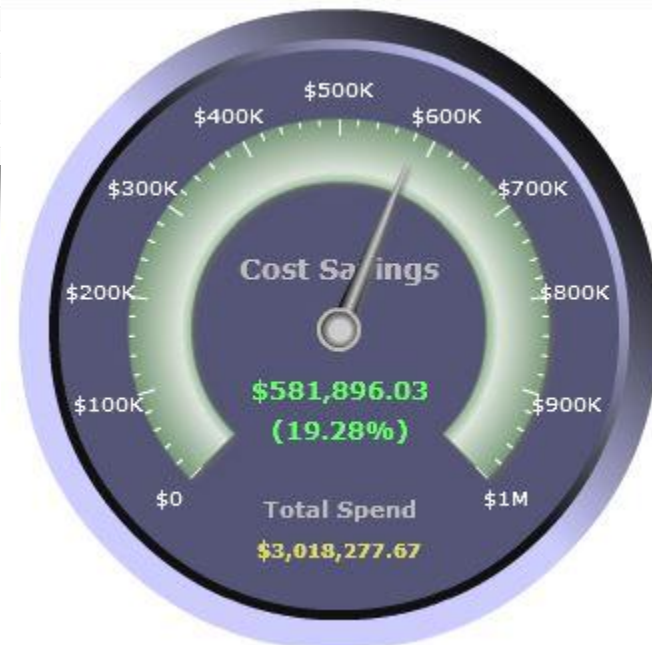 $500K
$400K
$600K
$300K
$700K
Cost Savings
$200K
$800K
$581,896.03
$100K
$900K
(19.28%)
$0
$1M
Total Spend
$3,018,277.67